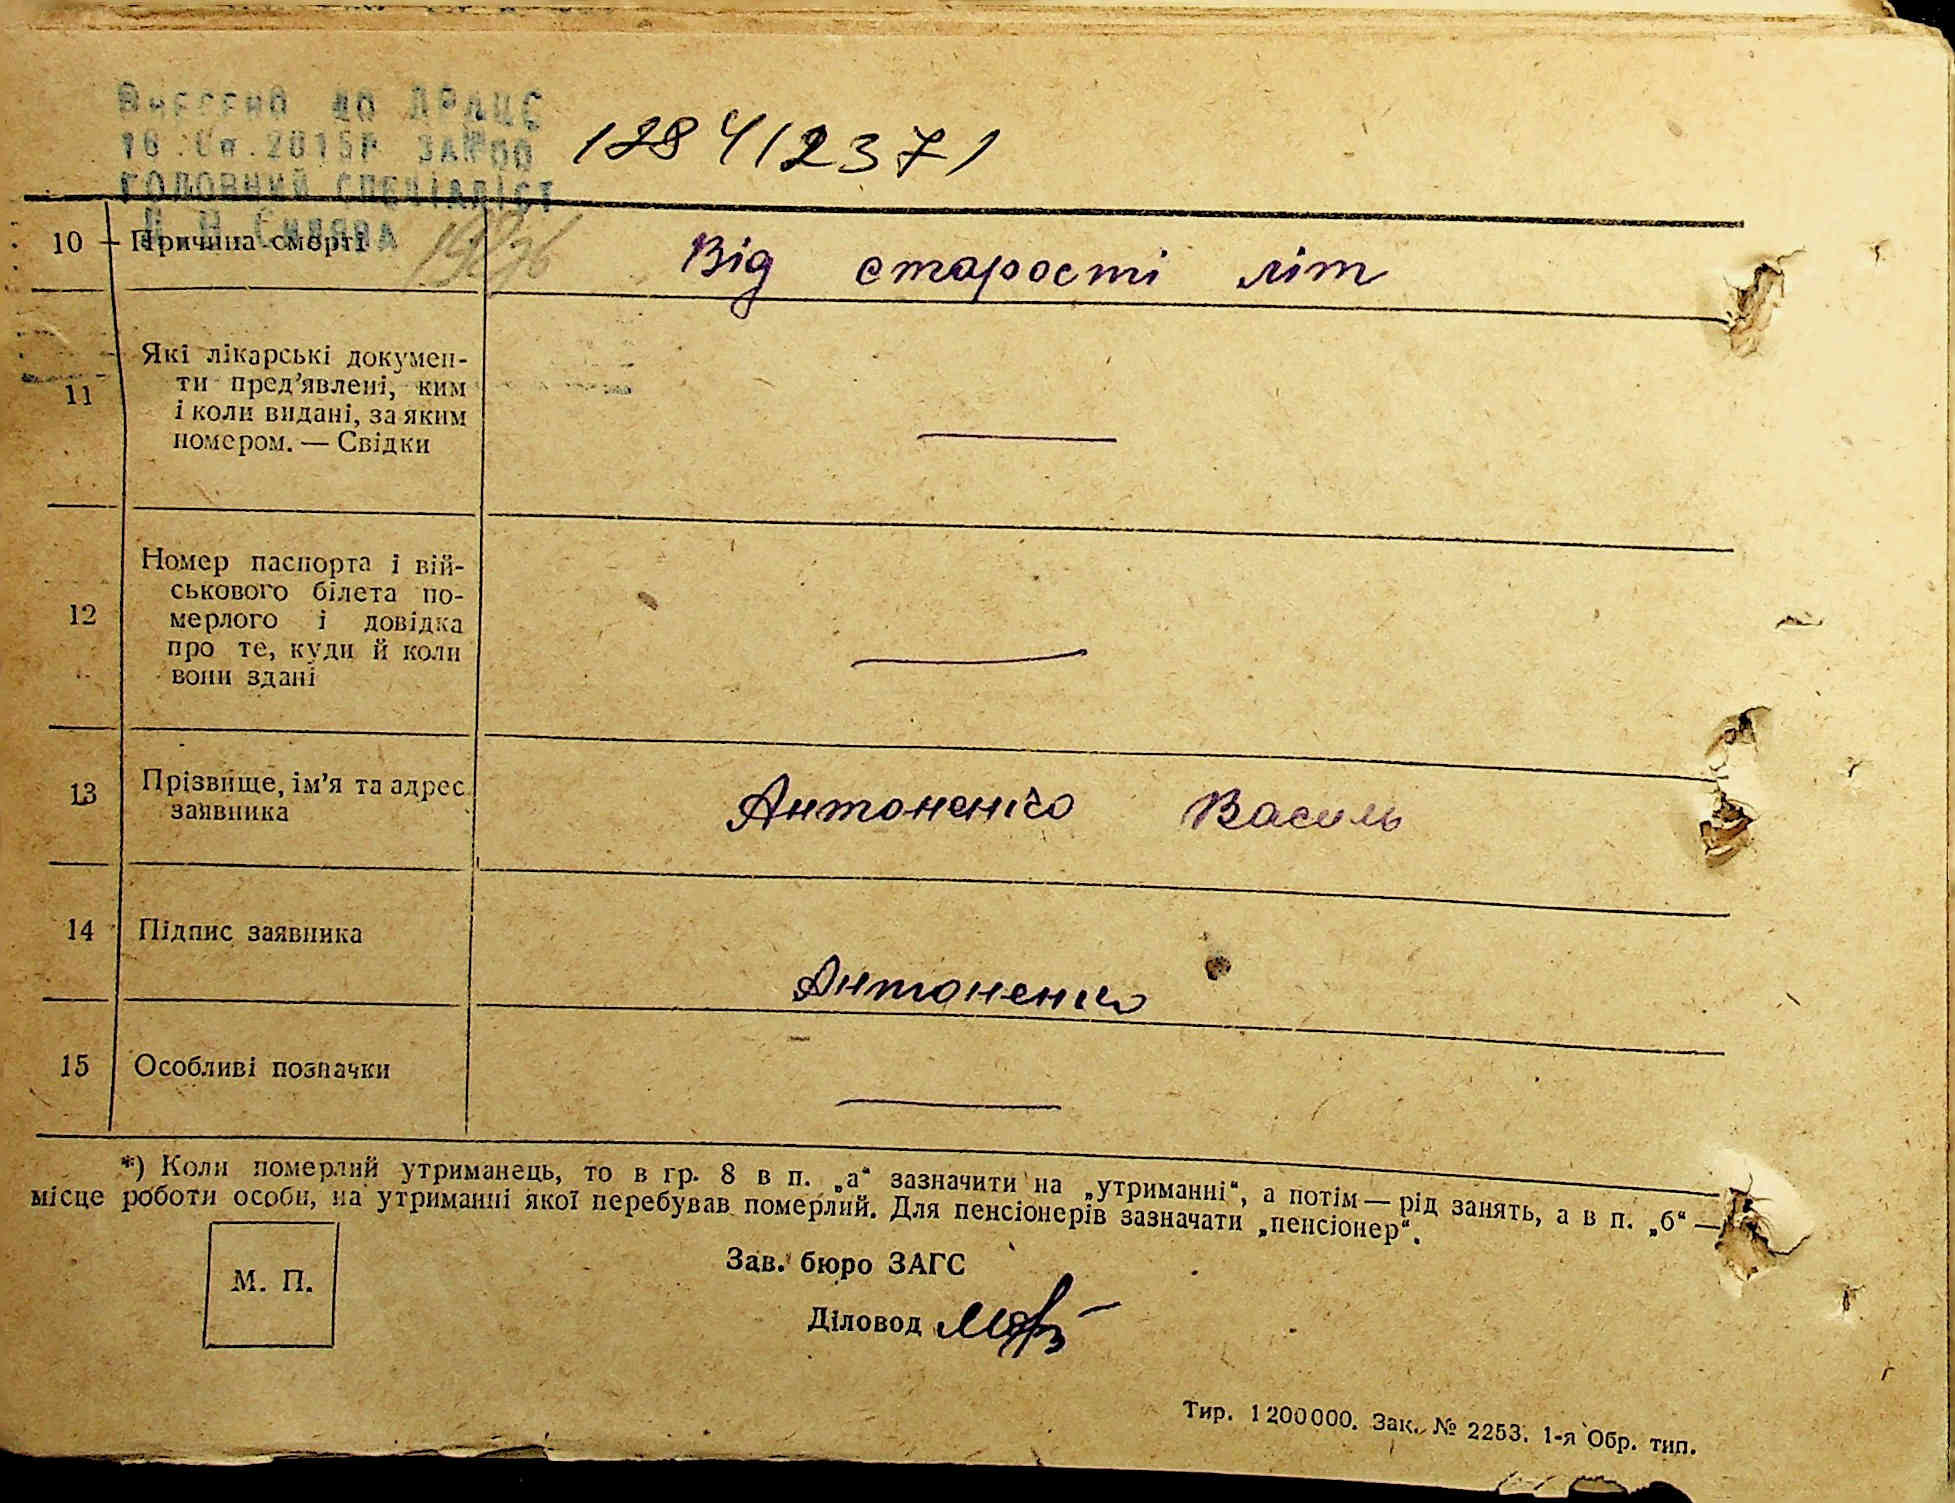 Внесено до ДРАЦС
ГОЛОВНИЙ СПЕЦІАЛІСТ
128412371
10 Причина смерті Від старості літ
11 Які лікарські докумен-
ти пред’явлені, ким
і коли видані, за яким
номером. — Свідки —
12 Номер паспорта і вій-
ськового білета по-
мерлого і довідка
про те, куди й коли
вони здані —
13 Прізвище, ім’я та адрес
заявника Антоненко Василь
14 Підпис заявника
Антоненко
15 Особливі позначки —
*) Коли померлий утриманець, то в гр. 8 в п. „а“ зазначити на „утриманні“, а потім — рід занять, а в п. „б“ —
місце роботи особи, на утриманні якої перебував померлий. Для пенсіонерів зазначати „пенсіонер“.
М. П.
Зав. бюро ЗАГС
Діловод
Тир. 1200000. Зак. № 2253. 1-я Обр. тип.